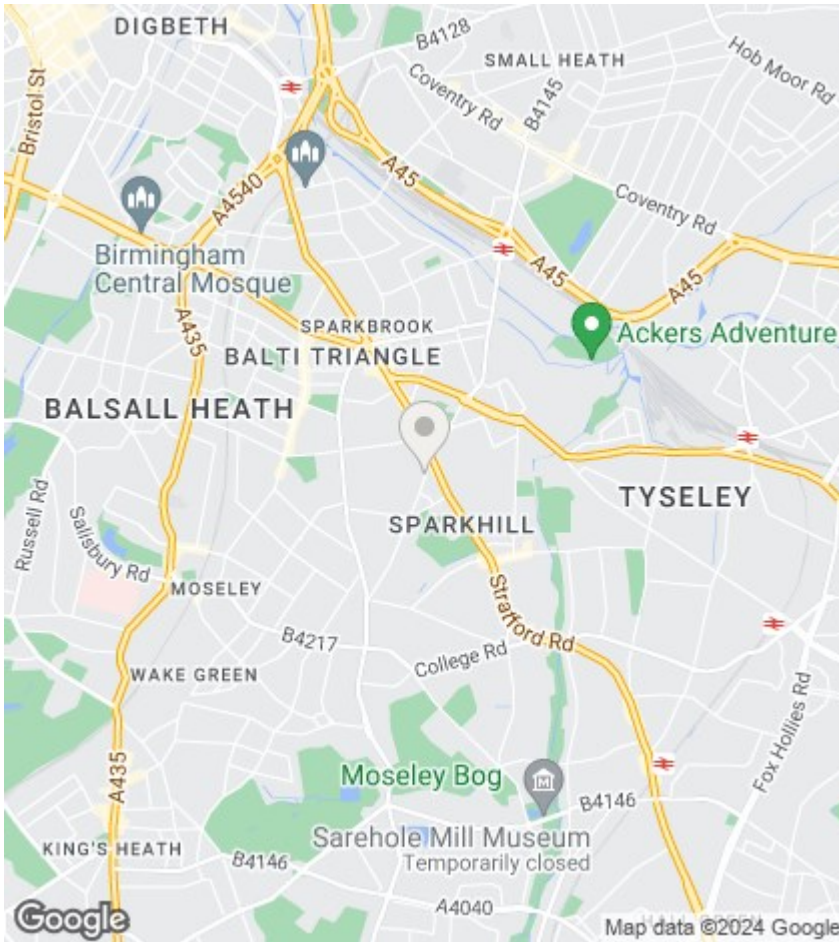 DIGBETH
B4128
SMALL HEATH
Hob Moor Rd
Coventry Rd
B4145
Bristol St
A4540
A45
Coventry Rd
Birmingham
Central Mosque
A45
A45
A435
SPARKBROOK
BALTI TRIANGLE
Ackers Adventure
BALSALL HEATH
Russell Rd
Salisbury Rd
TYSELEY
SPARKHILL
MOSELEY
Stratford Rd
B4217
College Rd
WAKE GREEN
A435
Fox Hollies Rd
Moseley Bog
B4146
Sarehole Mill Museum
Temporarily closed
KING'S HEATH
B4146
A4040
Google
Map data ©2024 Google